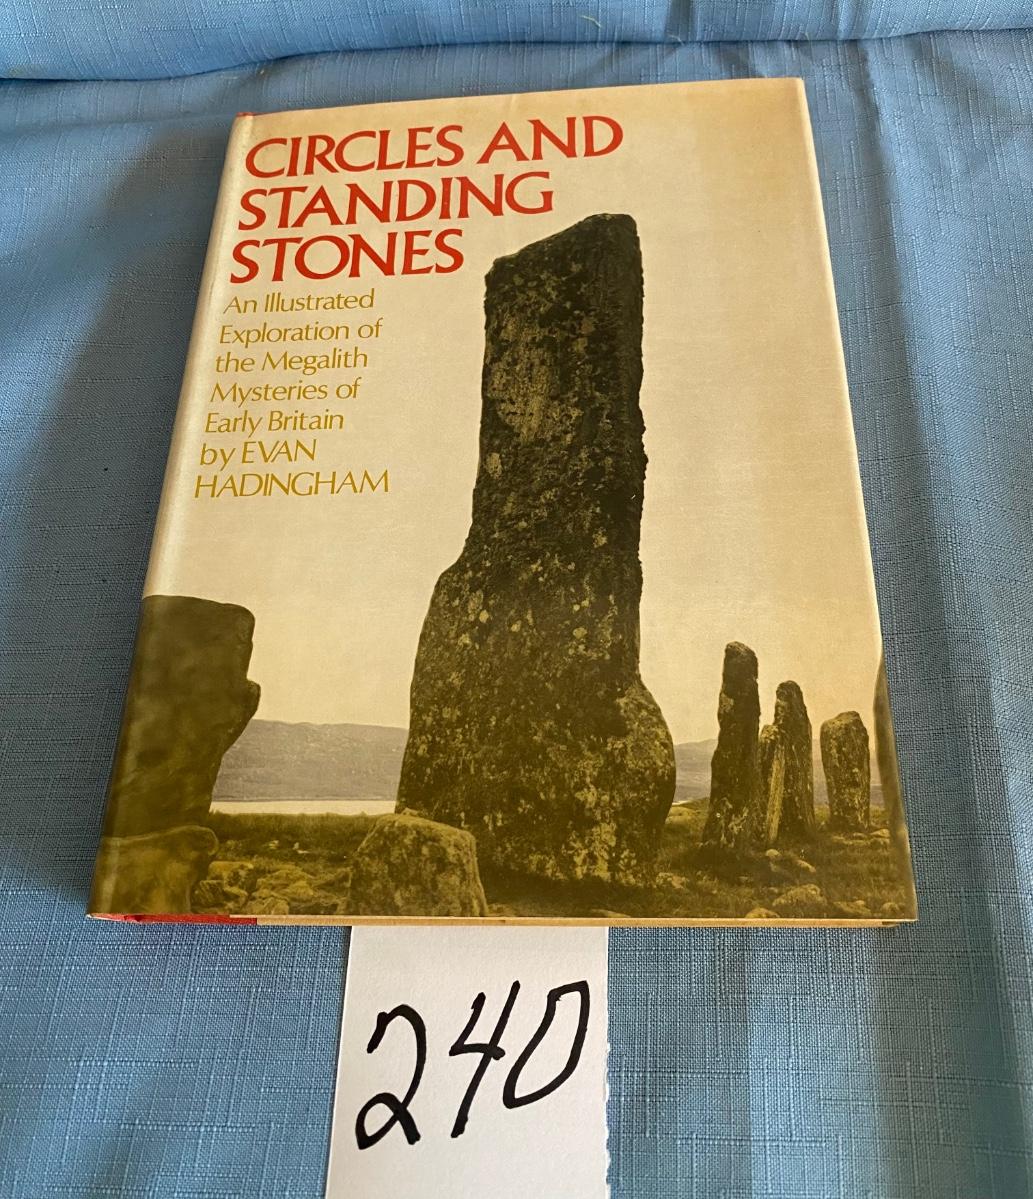 CIRCLES AND
STANDING
STONES
An Illustrated
Exploration of
the Megalith
Mysteries of
Early Britain
by EVAN
HADINGHAM
240